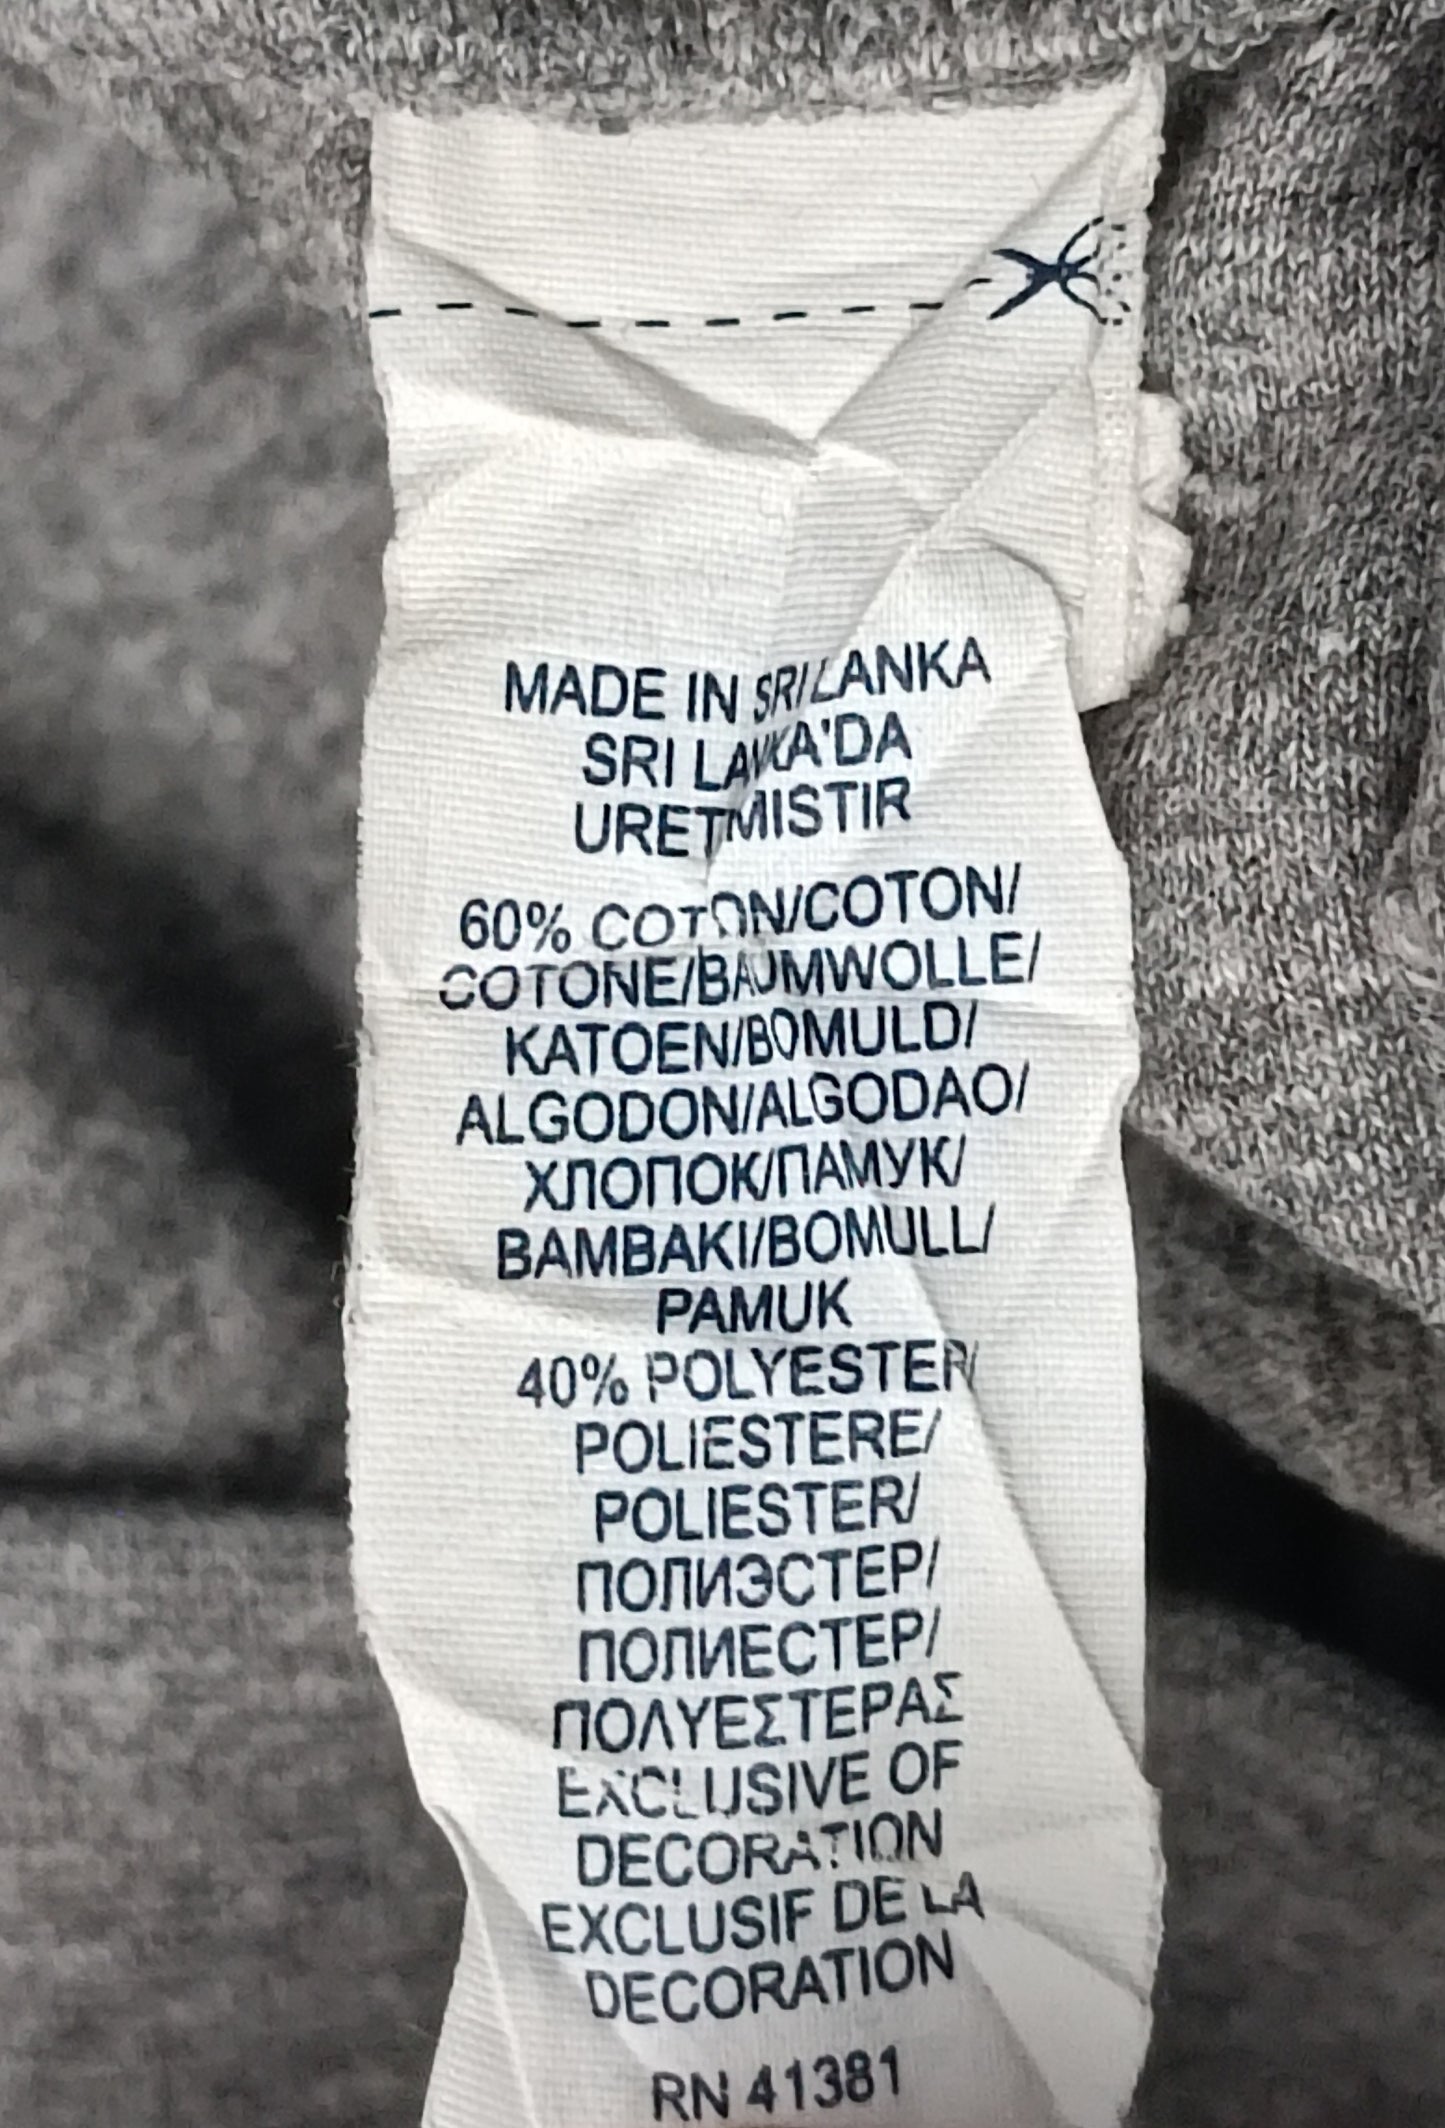 MADE IN SRI LANKA
SRI LANKA'DA
URETMISTIR
60% COTON/COTON/
COTONE/BAUMWOLLE/
KATOEN/BOMULD/
ALGODON/ALGODAO/
ХЛОПОК/ПАМУК/
BAMBAKI/BOMULL/
PAMUK
40% POLYESTER/
POLIESTERE/
POLIESTER/
ПОЛИЭСТЕР/
ПОЛИЕСТЕР/
ΠΟΛΥΕΣΤΕΡΑΣ
EXCLUSIVE OF
DECORATION
EXCLUSIF DE LA
DECORATION
RN 41381